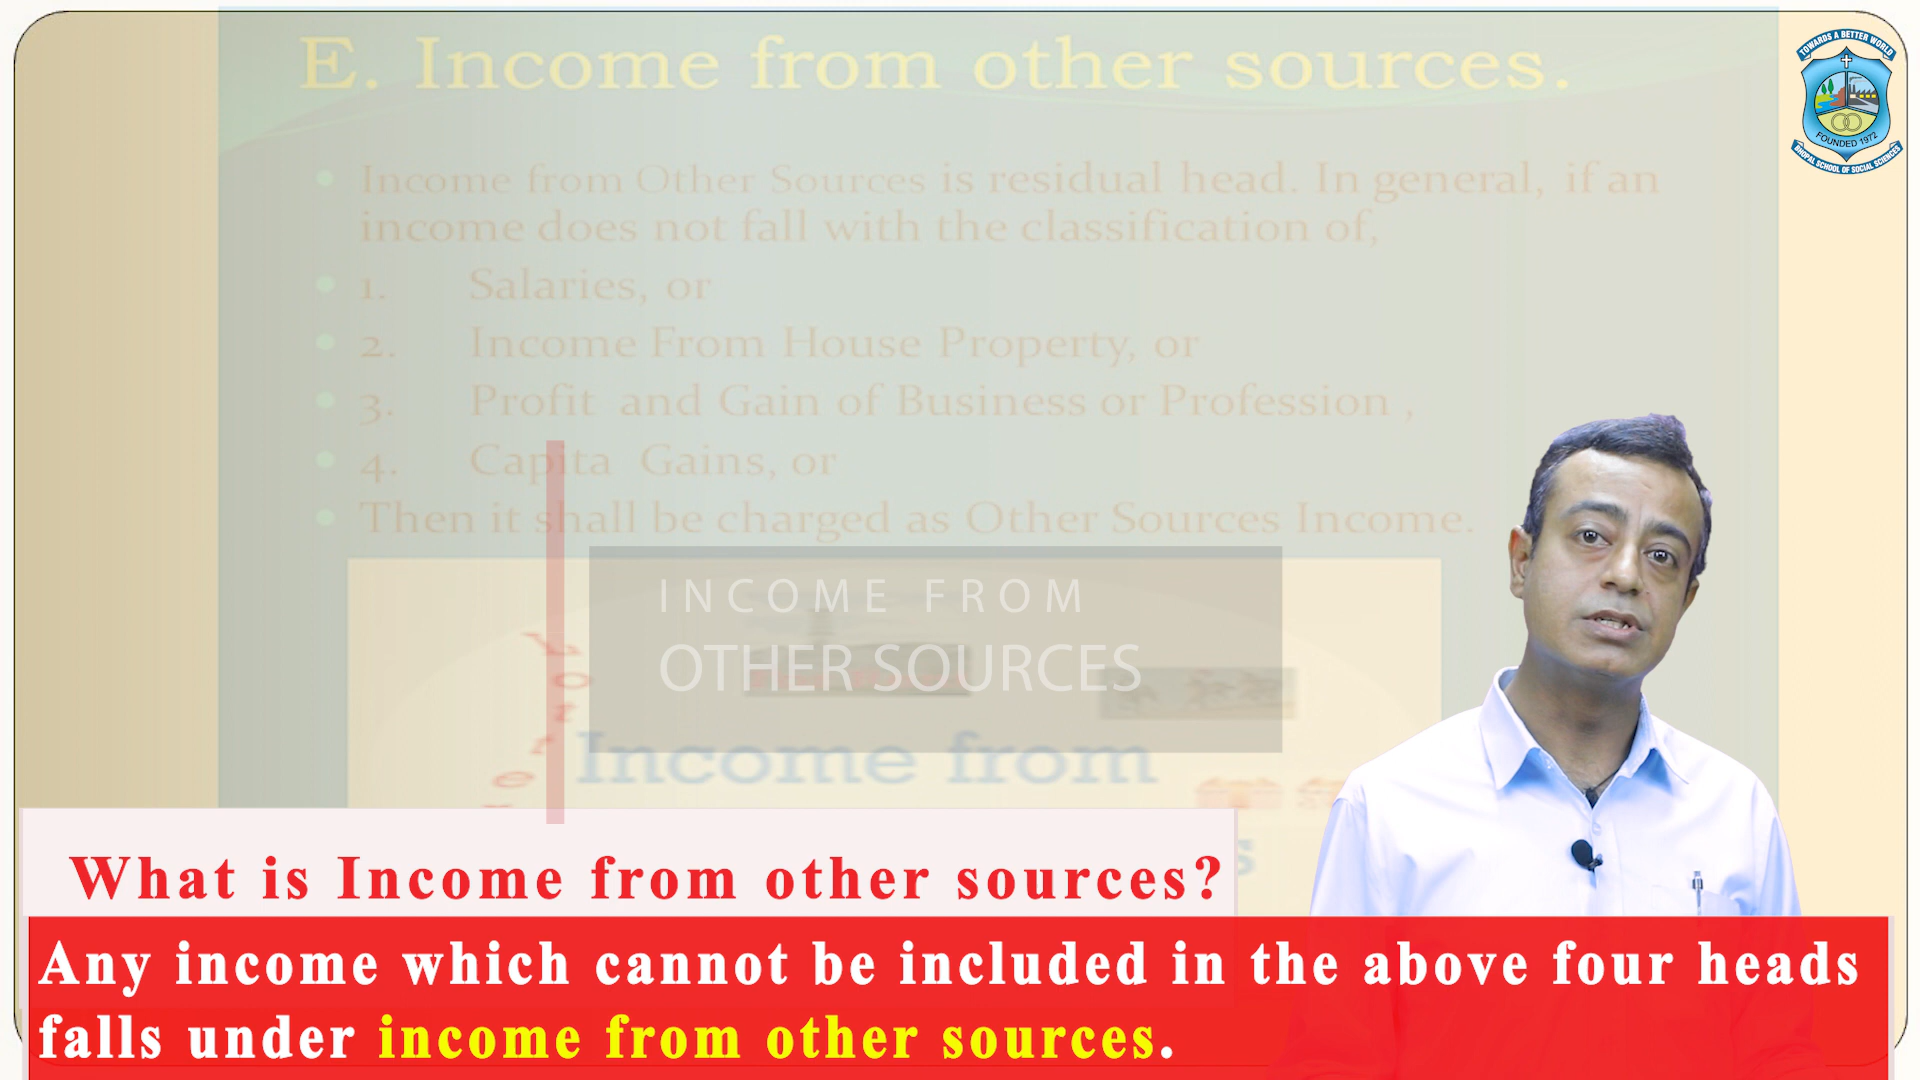 E. Income from other sources.
TOWARDS A BETTER WORLD
FOUNDED 1972
BHOPAL SCHOOL OF SOCIAL SCIENCES
Income from Other Sources is residual head. In general, if an
income does not fall with the classification of,
1. Salaries, or
2. Income From House Property, or
3. Profit and Gain of Business or Profession ,
4. Capita Gains, or
Then it shall be charged as Other Sources Income.
INCOME FROM
OTHER SOURCES
Income from
What is Income from other sources?
Any income which cannot be included in the above four heads
falls under income from other sources.